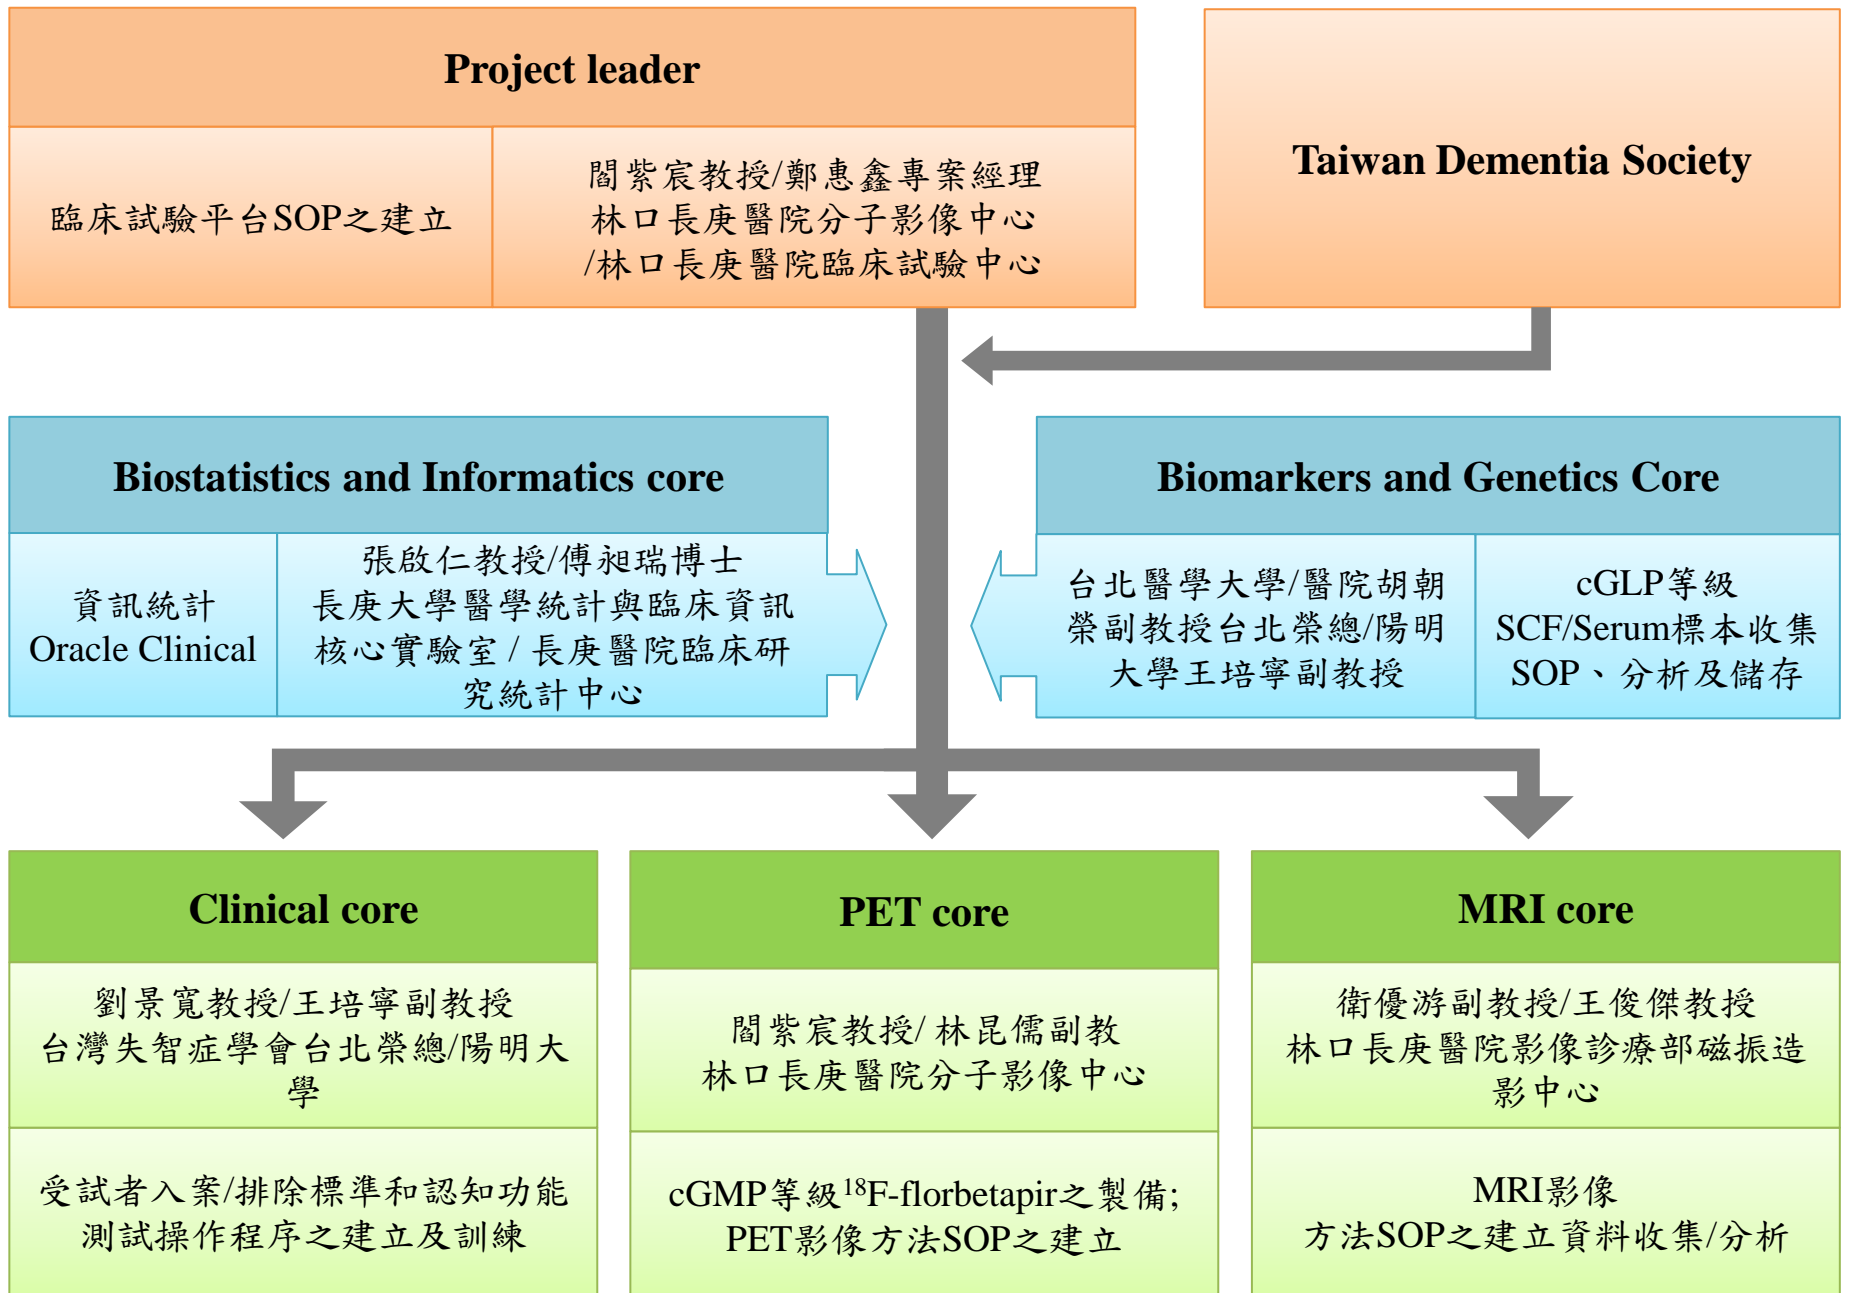 Project leader
臨床試驗平台SOP之建立
閻紫宸教授/鄭惠鑫專案經理
林口長庚醫院分子影像中心
/林口長庚醫院臨床試驗中心
Taiwan Dementia Society
Biostatistics and Informatics core
資訊統計
Oracle Clinical
張啟仁教授/傅昶瑞博士
長庚大學醫學統計與臨床資訊
核心實驗室 / 長庚醫院臨床研
究統計中心
Biomarkers and Genetics Core
台北醫學大學/醫院胡朝
榮副教授台北榮總/陽明
大學王培寧副教授
cGLP等級
SCF/Serum標本收集
SOP、分析及儲存
Clinical core
劉景寬教授/王培寧副教授
台灣失智症學會台北榮總/陽明大
學
受試者入案/排除標準和認知功能
測試操作程序之建立及訓練
PET core
閻紫宸教授/ 林昆儒副教
林口長庚醫院分子影像中心
cGMP等級¹⁸F-florbetapir之製備;
PET影像方法SOP之建立
MRI core
衛優游副教授/王俊傑教授
林口長庚醫院影像診療部磁振造
影中心
MRI影像
方法SOP之建立資料收集/分析